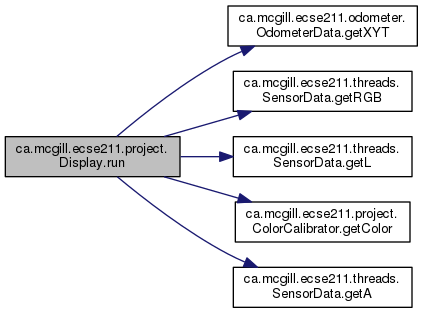 ca.mcgill.ecse211.odometer.
OdometerData.getXYT
ca.mcgill.ecse211.threads.
SensorData.getRGB
ca.mcgill.ecse211.project.
Display.run
ca.mcgill.ecse211.threads.
SensorData.getL
ca.mcgill.ecse211.project.
ColorCalibrator.getColor
ca.mcgill.ecse211.threads.
SensorData.getA